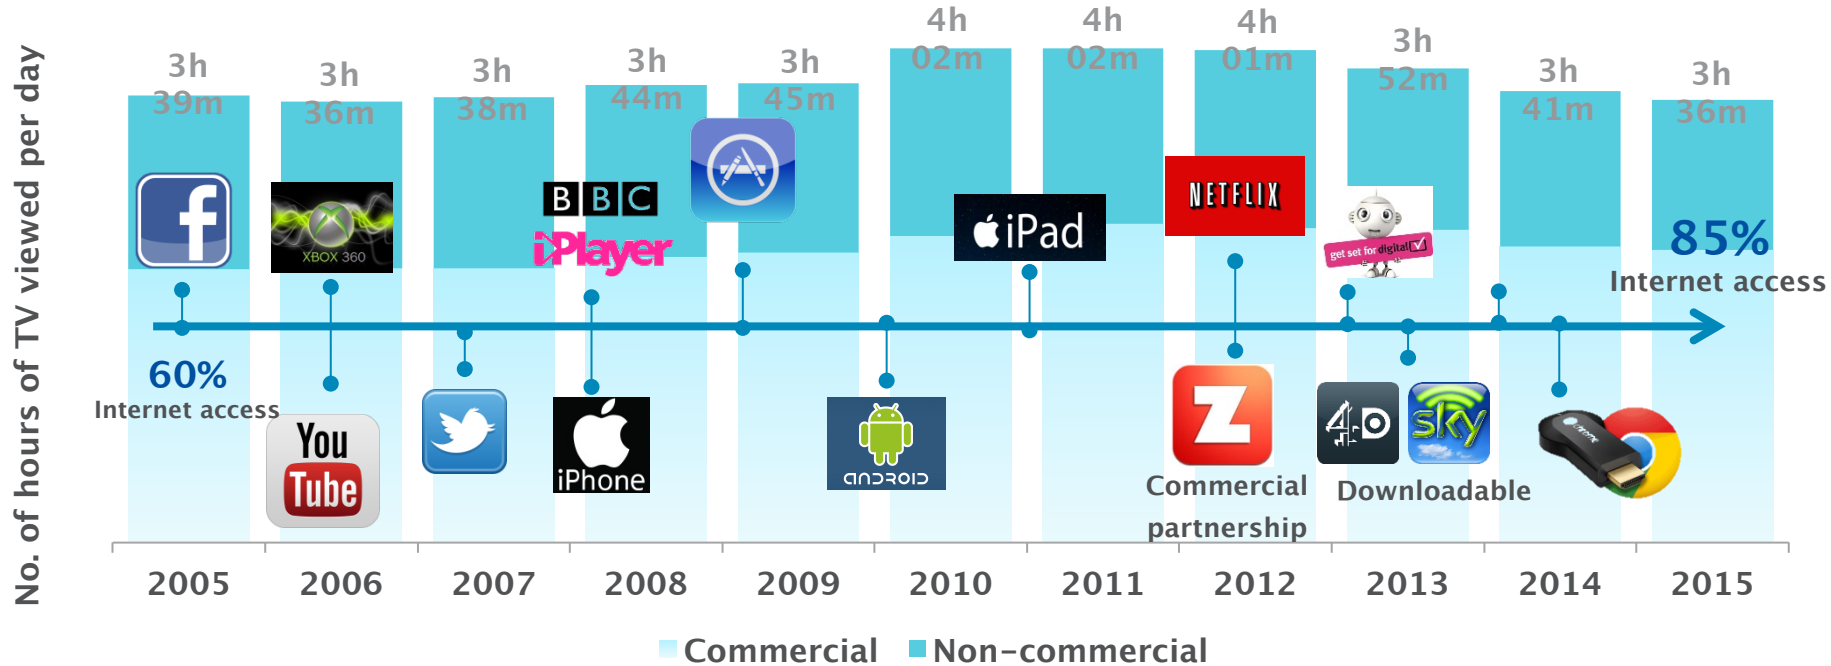 No. of hours of TV viewed per day
3h
39m
3h
36m
3h
38m
3h
44m
3h
45m
4h
02m
4h
02m
4h
01m
3h
52m
3h
41m
3h
36m
f
XBOX 360
BBC
iPlayer
iPad
NETFLIX
get set for digital
85%
Internet access
60%
Internet access
You
Tube
iPhone
ANDROID
Z
Commercial
partnership
4oD
sky
Downloadable
chrome
2005
2006
2007
2008
2009
2010
2011
2012
2013
2014
2015
Commercial
Non-commercial